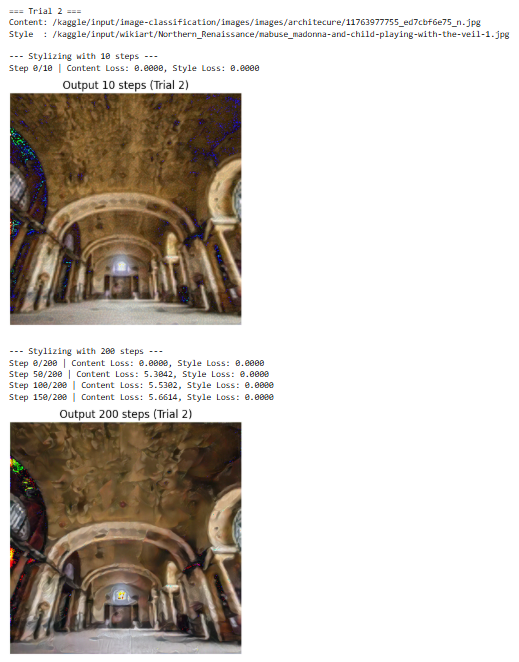 === Trial 2 ===
Content: /kaggle/input/image-classification/images/images/architecure/11763977755_ed7cbf6e75_n.jpg
Style  : /kaggle/input/wikiart/Northern_Renaissance/mabuse_madonna-and-child-playing-with-the-veil-1.jpg
--- Stylizing with 10 steps ---
Step 0/10 | Content Loss: 0.0000, Style Loss: 0.0000
Output 10 steps (Trial 2)
--- Stylizing with 200 steps ---
Step 0/200 | Content Loss: 0.0000, Style Loss: 0.0000
Step 50/200 | Content Loss: 5.3042, Style Loss: 0.0000
Step 100/200 | Content Loss: 5.5302, Style Loss: 0.0000
Step 150/200 | Content Loss: 5.6614, Style Loss: 0.0000
Output 200 steps (Trial 2)